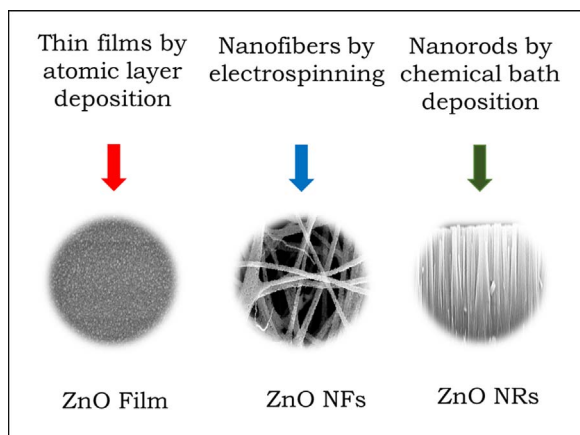 Thin films by
atomic layer
deposition
Nanofibers by
electrospinning
Nanorods by
chemical bath
deposition
ZnO Film
ZnO NFs
ZnO NRs